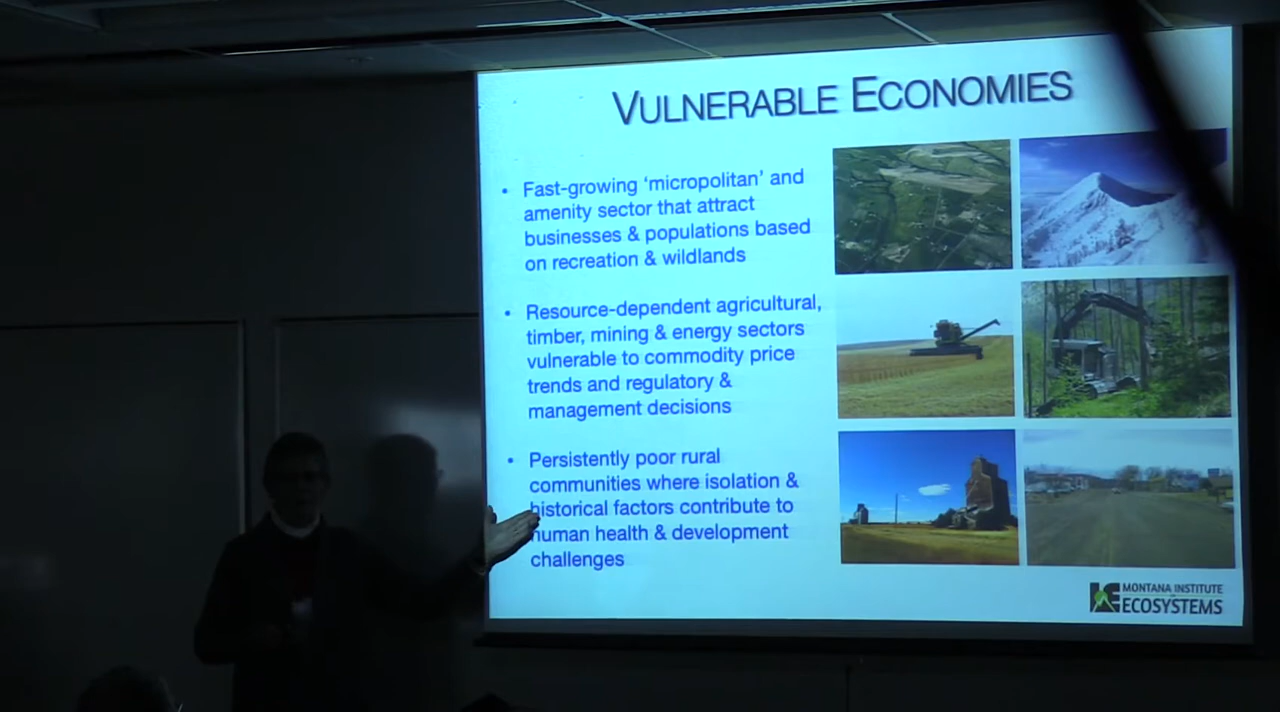 VULNERABLE ECONOMIES
• Fast-growing ‘micropolitan’ and
amenity sector that attract
businesses & populations based
on recreation & wildlands
• Resource-dependent agricultural,
timber, mining & energy sectors
vulnerable to commodity price
trends and regulatory &
management decisions
• Persistently poor rural
communities where isolation &
historical factors contribute to
human health & development
challenges
MONTANA INSTITUTE
ECOSYSTEMS